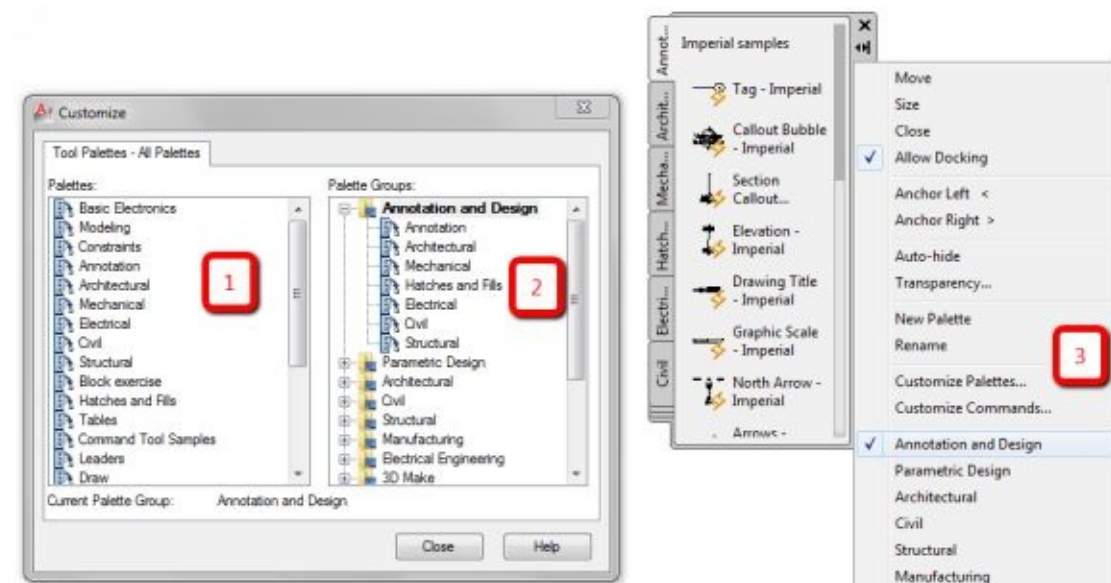 Customize
Tool Palettes - All Palettes
Palettes:
Basic Electronics
Modeling
Constraints
Annotation
Architectural
Mechanical
Electrical
Civil
Structural
Block exercise
Hatches and Fills
Tables
Command Tool Samples
Leaders
Draw
1
Palette Groups:
Annotation and Design
Annotation
Architectural
Mechanical
Hatches and Fills
Electrical
Civil
Structural
Parametric Design
Architectural
Civil
Structural
Manufacturing
Electrical Engineering
3D Make
2
Current Palette Group: Annotation and Design
Close
Help
Annot...
Archit...
Mecha...
Hatch...
Electri...
Civil
Imperial samples
Tag - Imperial
Callout Bubble
- Imperial
Section
Callout...
Elevation -
Imperial
Drawing Title
- Imperial
Graphic Scale
- Imperial
North Arrow -
Imperial
Arrows -
Move
Size
Close
Allow Docking
Anchor Left <
Anchor Right >
Auto-hide
Transparency...
New Palette
Rename
3
Customize Palettes...
Customize Commands...
Annotation and Design
Parametric Design
Architectural
Civil
Structural
Manufacturing